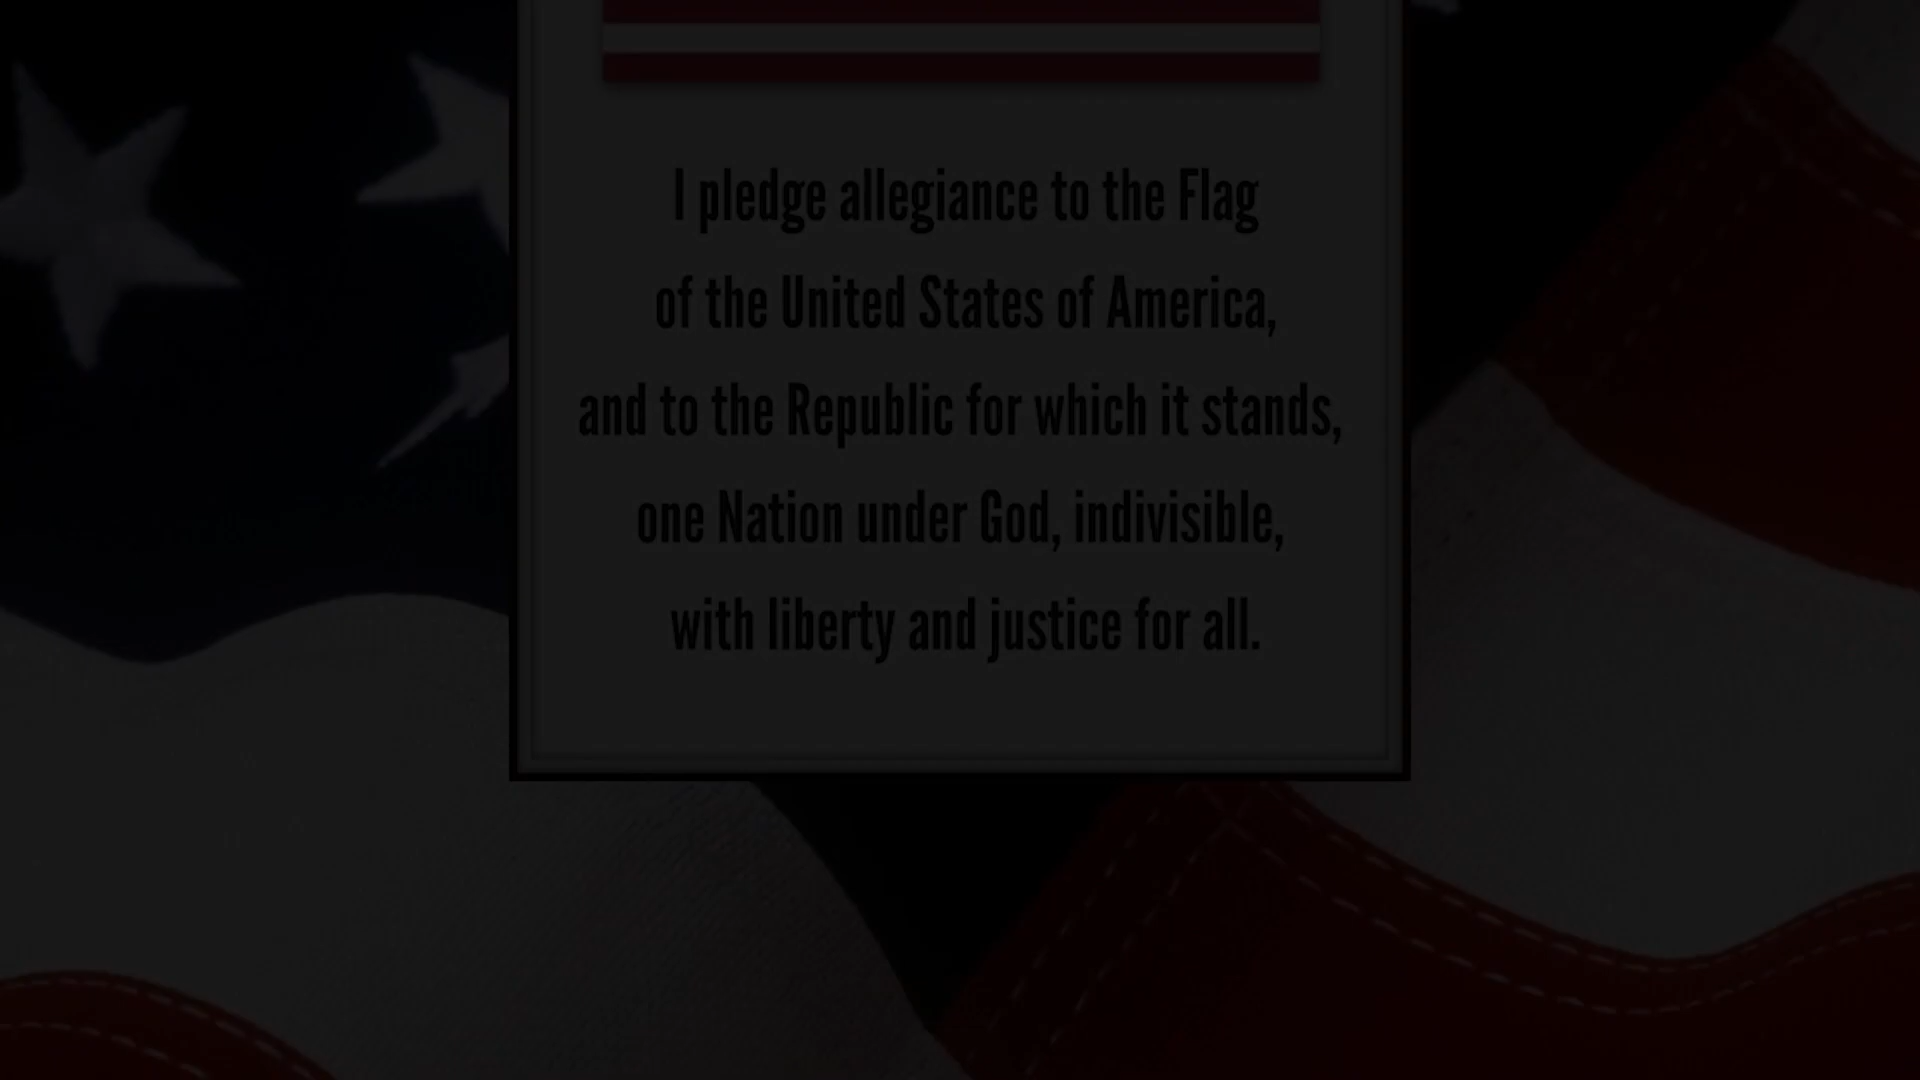 I pledge allegiance to the Flag
of the United States of America,
and to the Republic for which it stands,
one Nation under God, indivisible,
with liberty and justice for all.